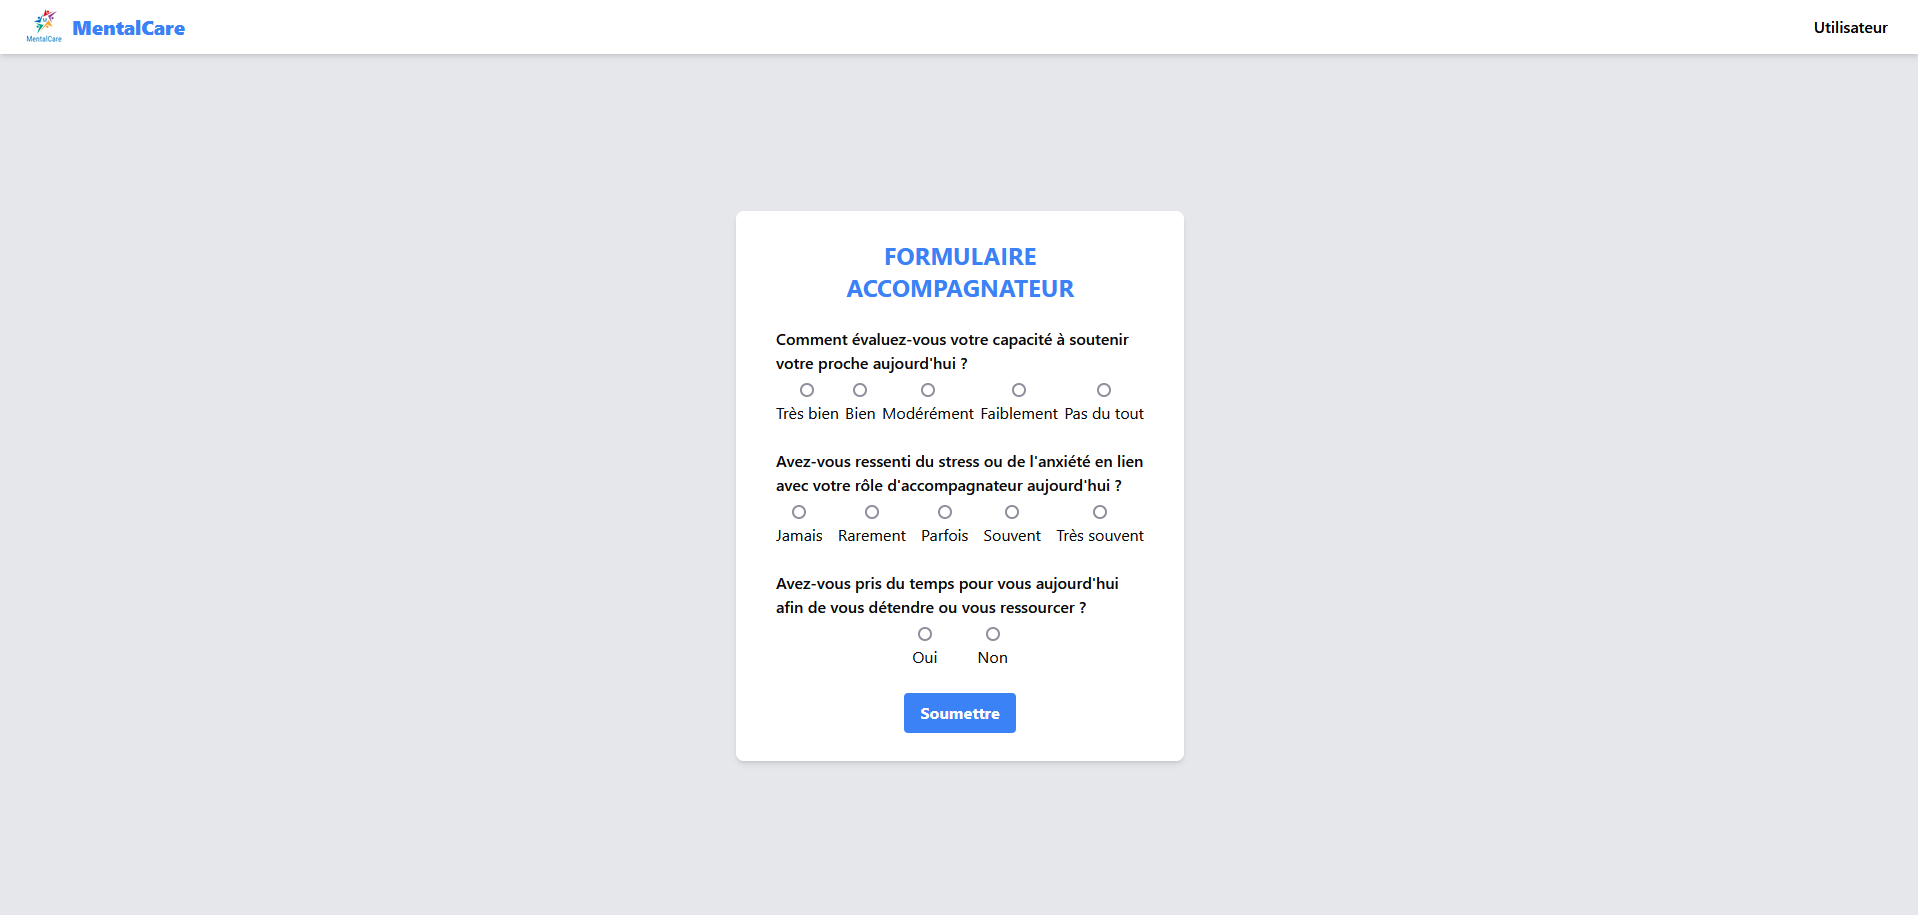 MentalCare
MentalCare
Utilisateur
FORMULAIRE
ACCOMPAGNATEUR
Comment évaluez-vous votre capacité à soutenir
votre proche aujourd'hui ?
Très bien Bien Modérément Faiblement Pas du tout
Avez-vous ressenti du stress ou de l'anxiété en lien
avec votre rôle d'accompagnateur aujourd'hui ?
Jamais Rarement Parfois Souvent Très souvent
Avez-vous pris du temps pour vous aujourd'hui
afin de vous détendre ou vous ressourcer ?
Oui Non
Soumettre